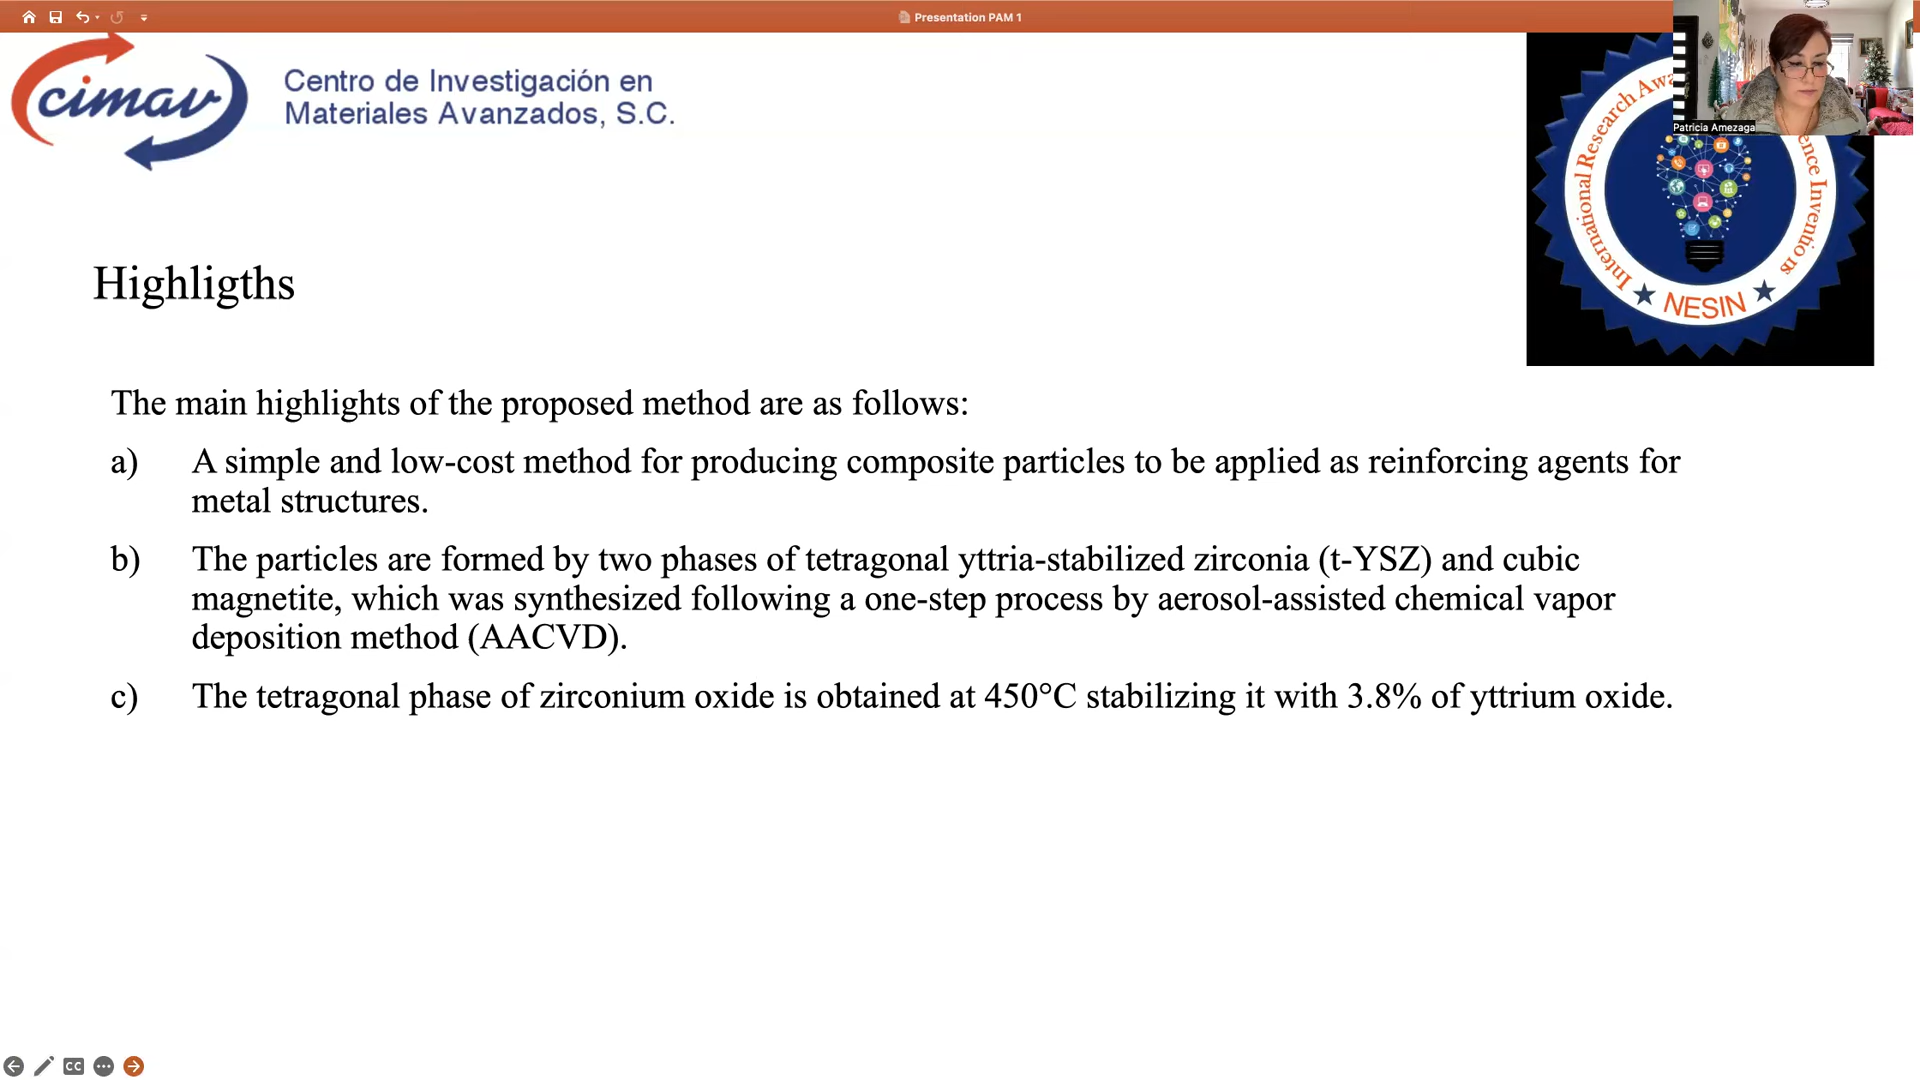 Presentation PAM 1
cimav
Centro de Investigación en
Materiales Avanzados, S.C.
Patricia Amezaga
International Research Awa
ence Inventions
★ NESIN ★
Highligths
The main highlights of the proposed method are as follows:
a) A simple and low-cost method for producing composite particles to be applied as reinforcing agents for
metal structures.
b) The particles are formed by two phases of tetragonal yttria-stabilized zirconia (t-YSZ) and cubic
magnetite, which was synthesized following a one-step process by aerosol-assisted chemical vapor
deposition method (AACVD).
c) The tetragonal phase of zirconium oxide is obtained at 450°C stabilizing it with 3.8% of yttrium oxide.
CC